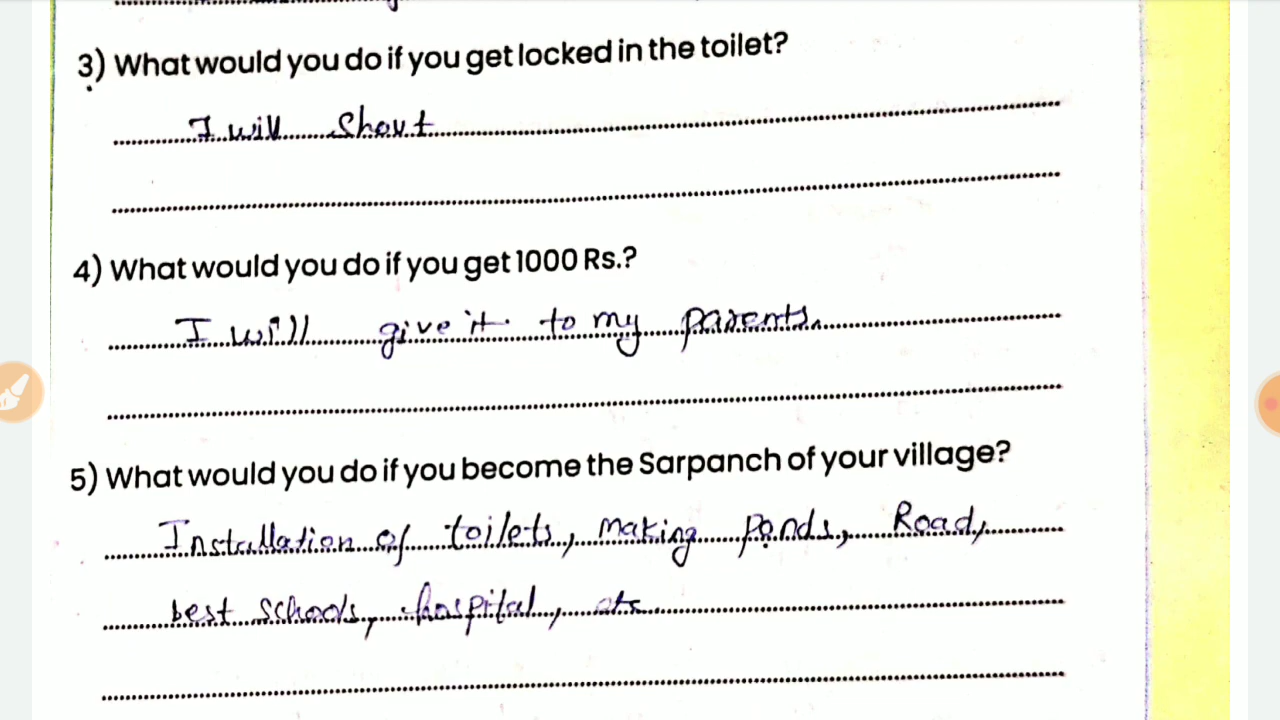 3) What would you do if you get locked in the toilet?
I will shout
4) What would you do if you get 1000 Rs.?
I will give it to my parents.
5) What would you do if you become the Sarpanch of your village?
Installation of toilets, making ponds, Road,
best schools, hospital, etc